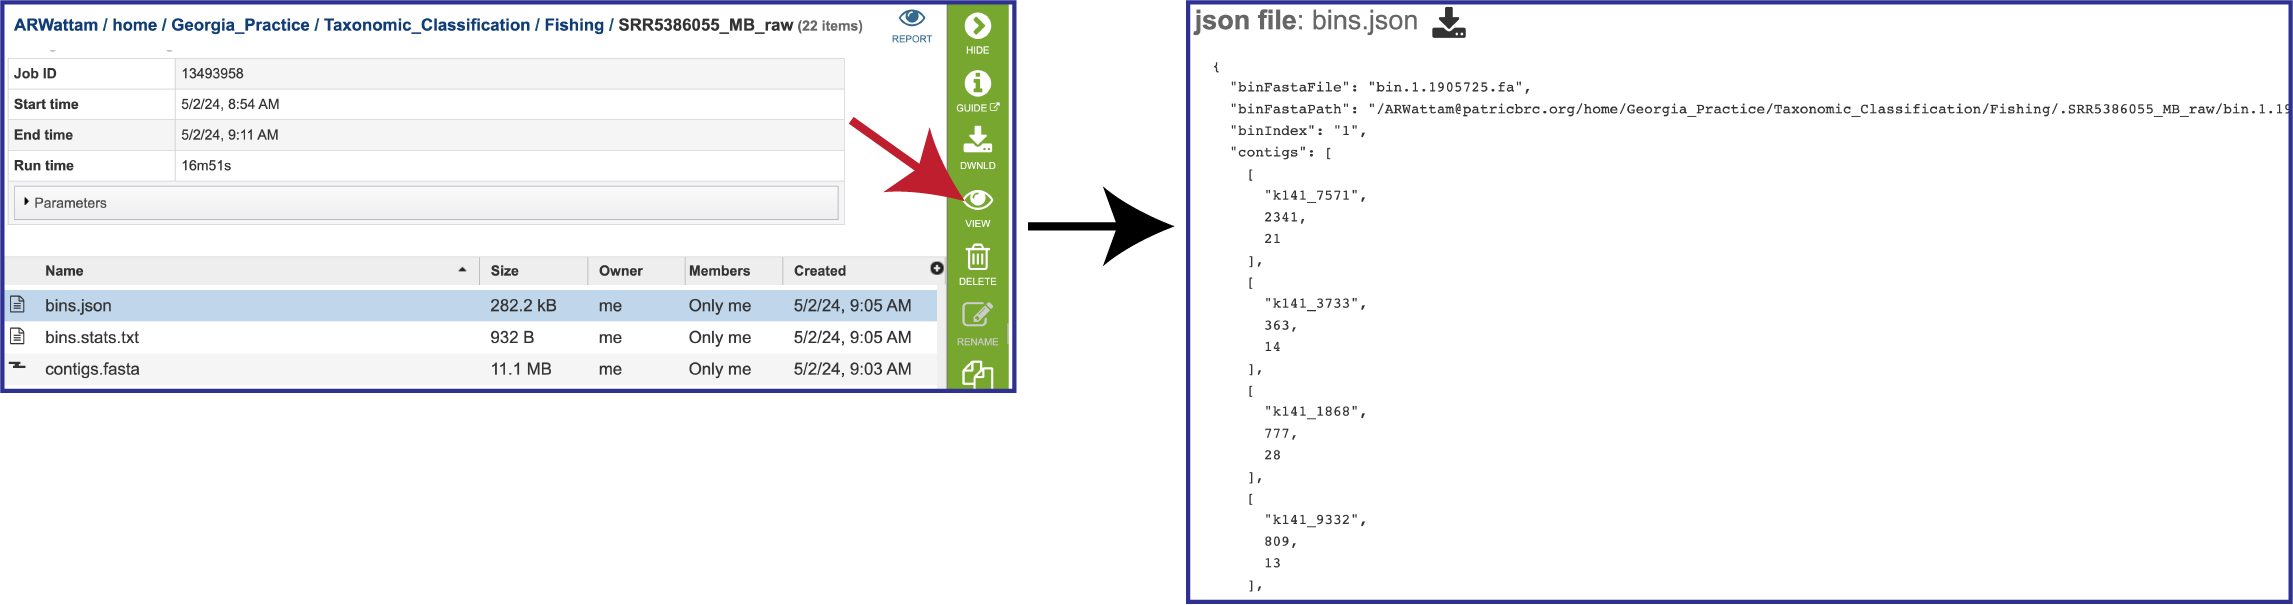 ARWattam / home / Georgia_Practice / Taxonomic_Classification / Fishing / SRR5386055_MB_raw (22 items)
REPORT
Job ID 13493958
Start time 5/2/24, 8:54 AM
End time 5/2/24, 9:11 AM
Run time 16m51s
Parameters
Name Size Owner Members Created
bins.json 282.2 kB me Only me 5/2/24, 9:05 AM
bins.stats.txt 932 B me Only me 5/2/24, 9:05 AM
contigs.fasta 11.1 MB me Only me 5/2/24, 9:03 AM
HIDE
GUIDE
DWNLD
VIEW
DELETE
RENAME
json file: bins.json
{
"binFastaFile": "bin.1.1905725.fa",
"binFastaPath": "/ARWattam@patricbrc.org/home/Georgia_Practice/Taxonomic_Classification/Fishing/.SRR5386055_MB_raw/bin.1.19
"binIndex": "1",
"contigs": [
[
"k141_7571",
2341,
21
],
[
"k141_3733",
363,
14
],
[
"k141_1868",
777,
28
],
[
"k141_9332",
809,
13
],